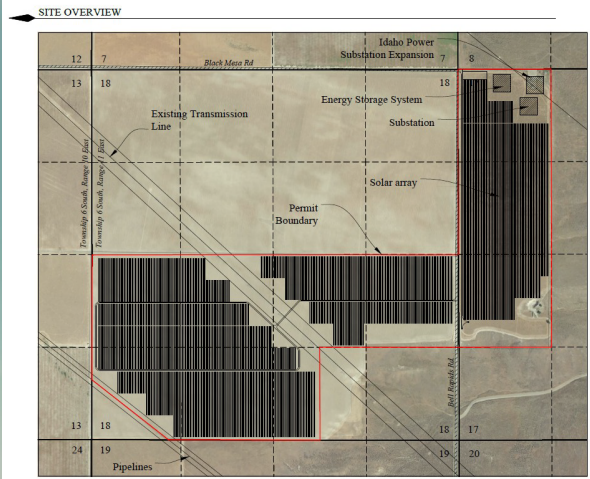 SITE OVERVIEW
Idaho Power
Substation Expansion
12 7
7 8
Black Mesa Rd
13 18
18
Energy Storage System
Existing Transmission
Line
Substation
Township 6 South, Range 10 East
Township 6 South, Range 11 East
Solar array
Permit
Boundary
Bell Rapids Rd
13 18
18 17
24 19
19 20
Pipelines